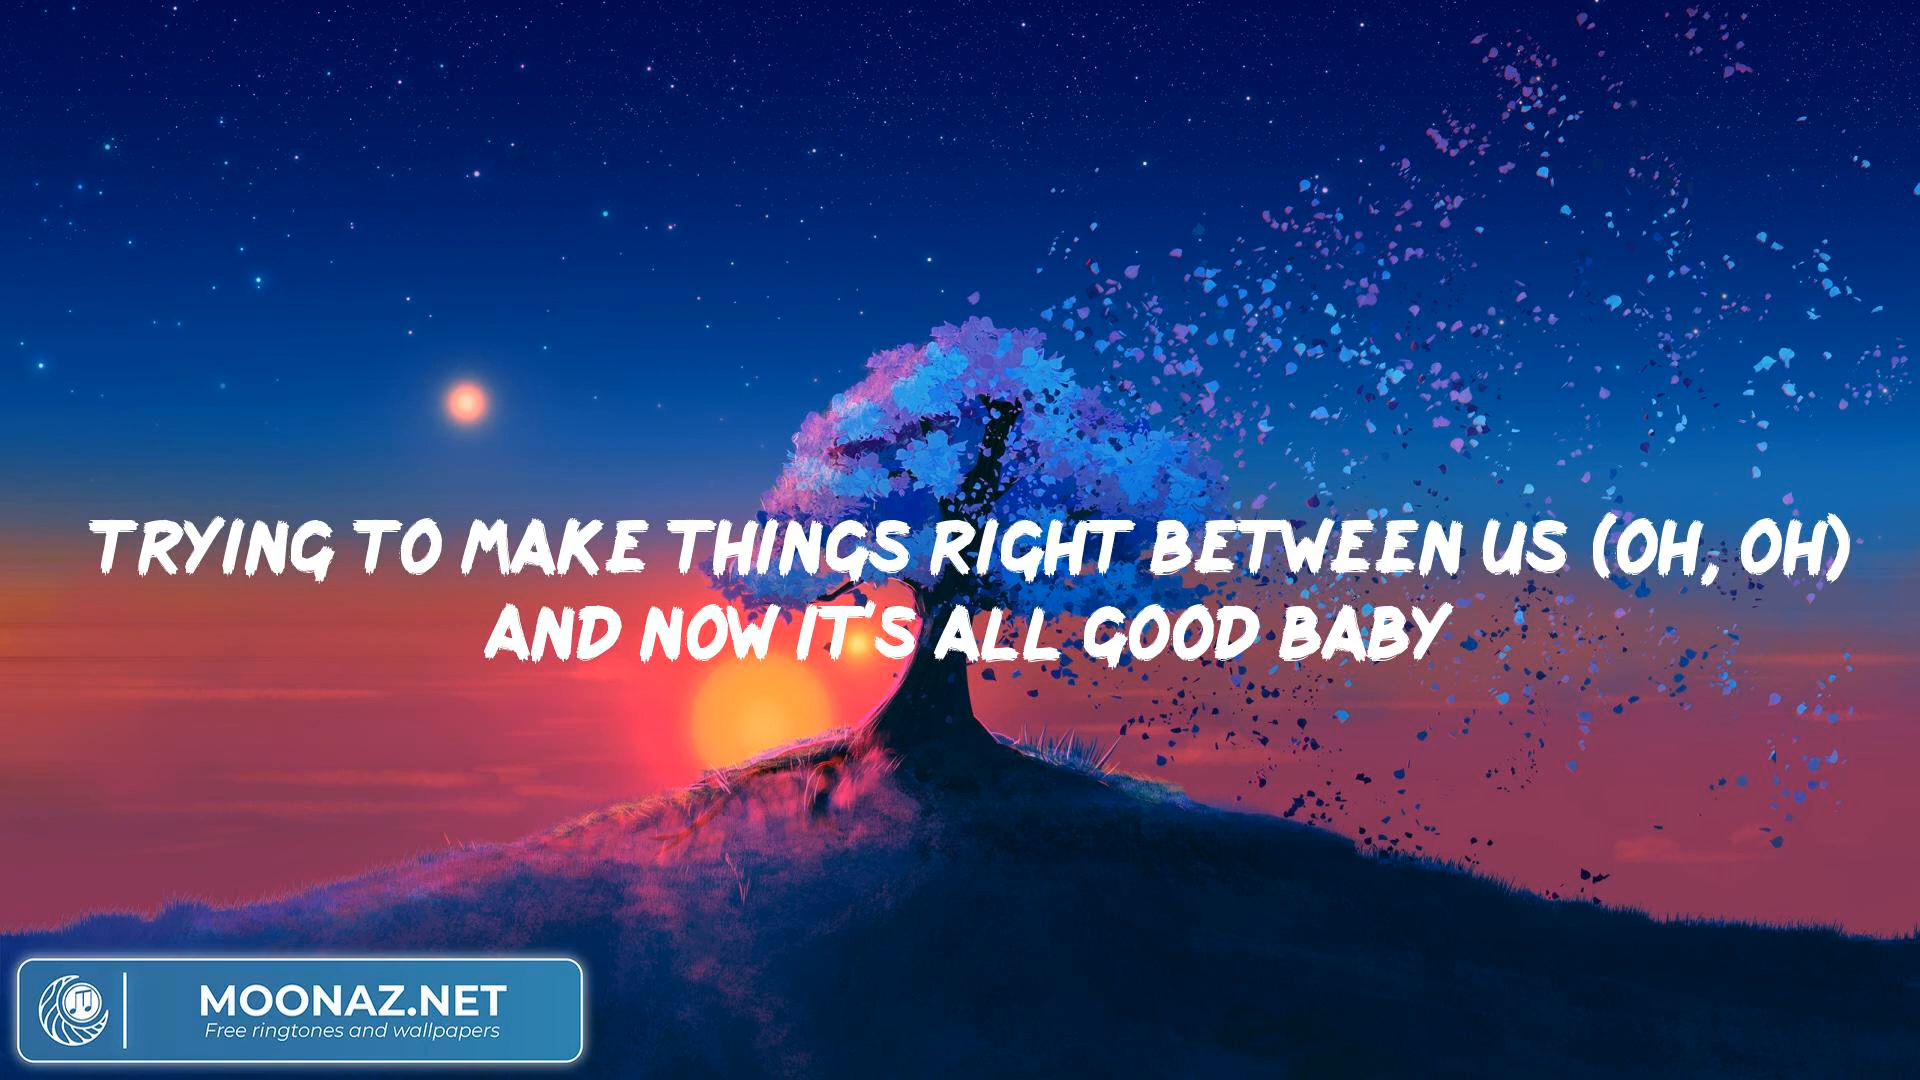 TRYING TO MAKE THINGS RIGHT BETWEEN US (OH, OH)
AND NOW IT'S ALL GOOD BABY
MOONAZ.NET
Free ringtones and wallpapers